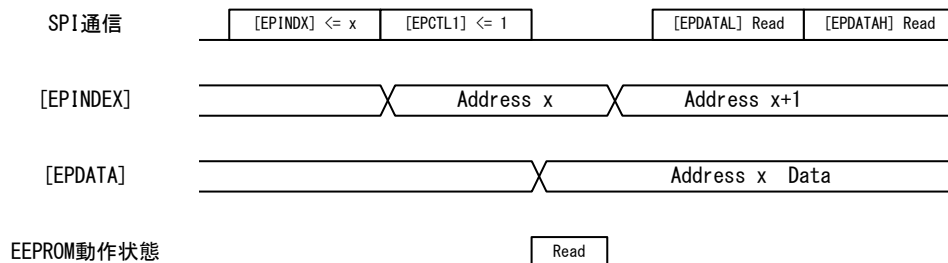 SPI通信 [EPINDX] <= x [EPCTL1] <= 1 [EPDATAL] Read [EPDATAH] Read
[EPINDEX] Address x Address x+1
[EPDATA] Address x Data
EEPROM動作状態 Read